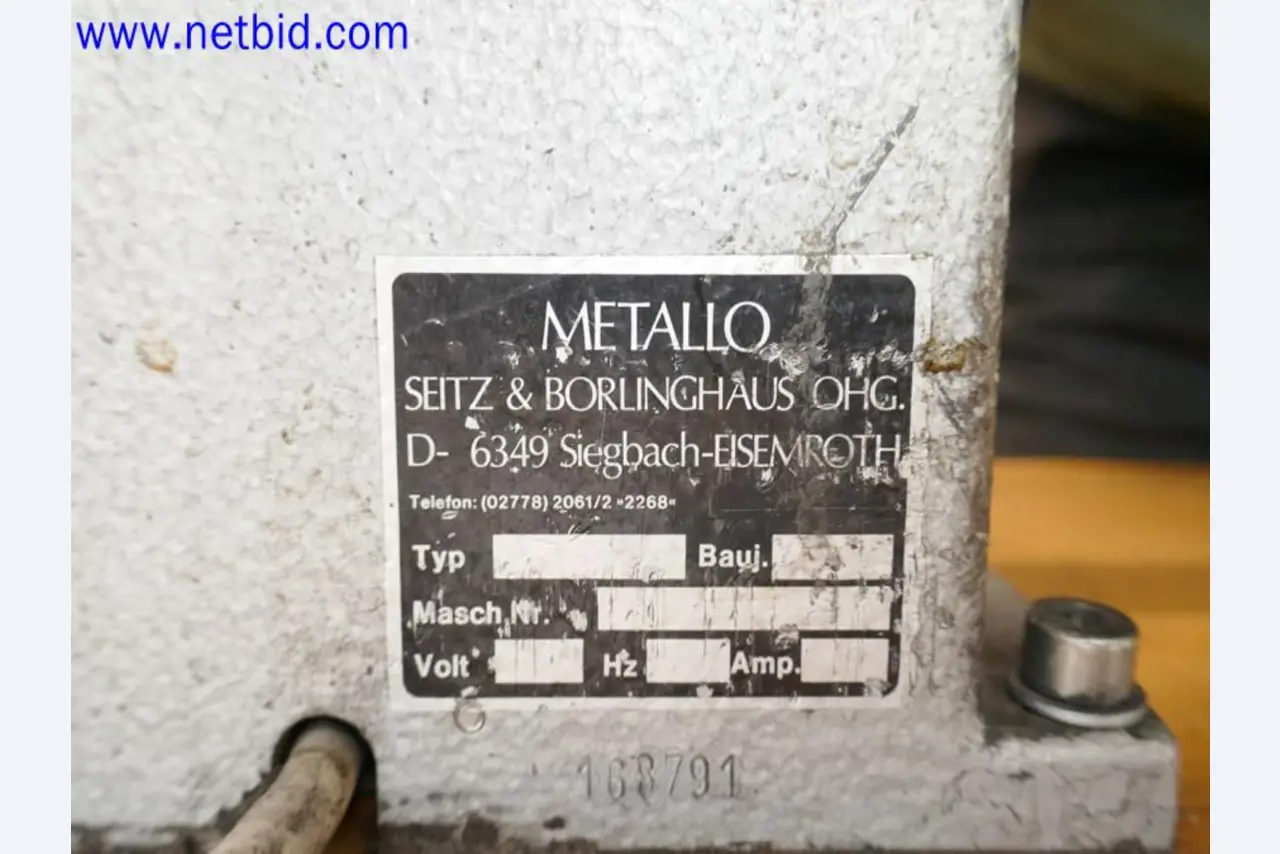 www.netbid.com
METALLO
SEITZ & BORLINGHAUS OHG.
D- 6349 Siegbach-EISEMROTH
Telefon: (02778) 2061/2 »2268«
Typ Bauj.
Masch.Nr.
Volt Hz Amp.
168791